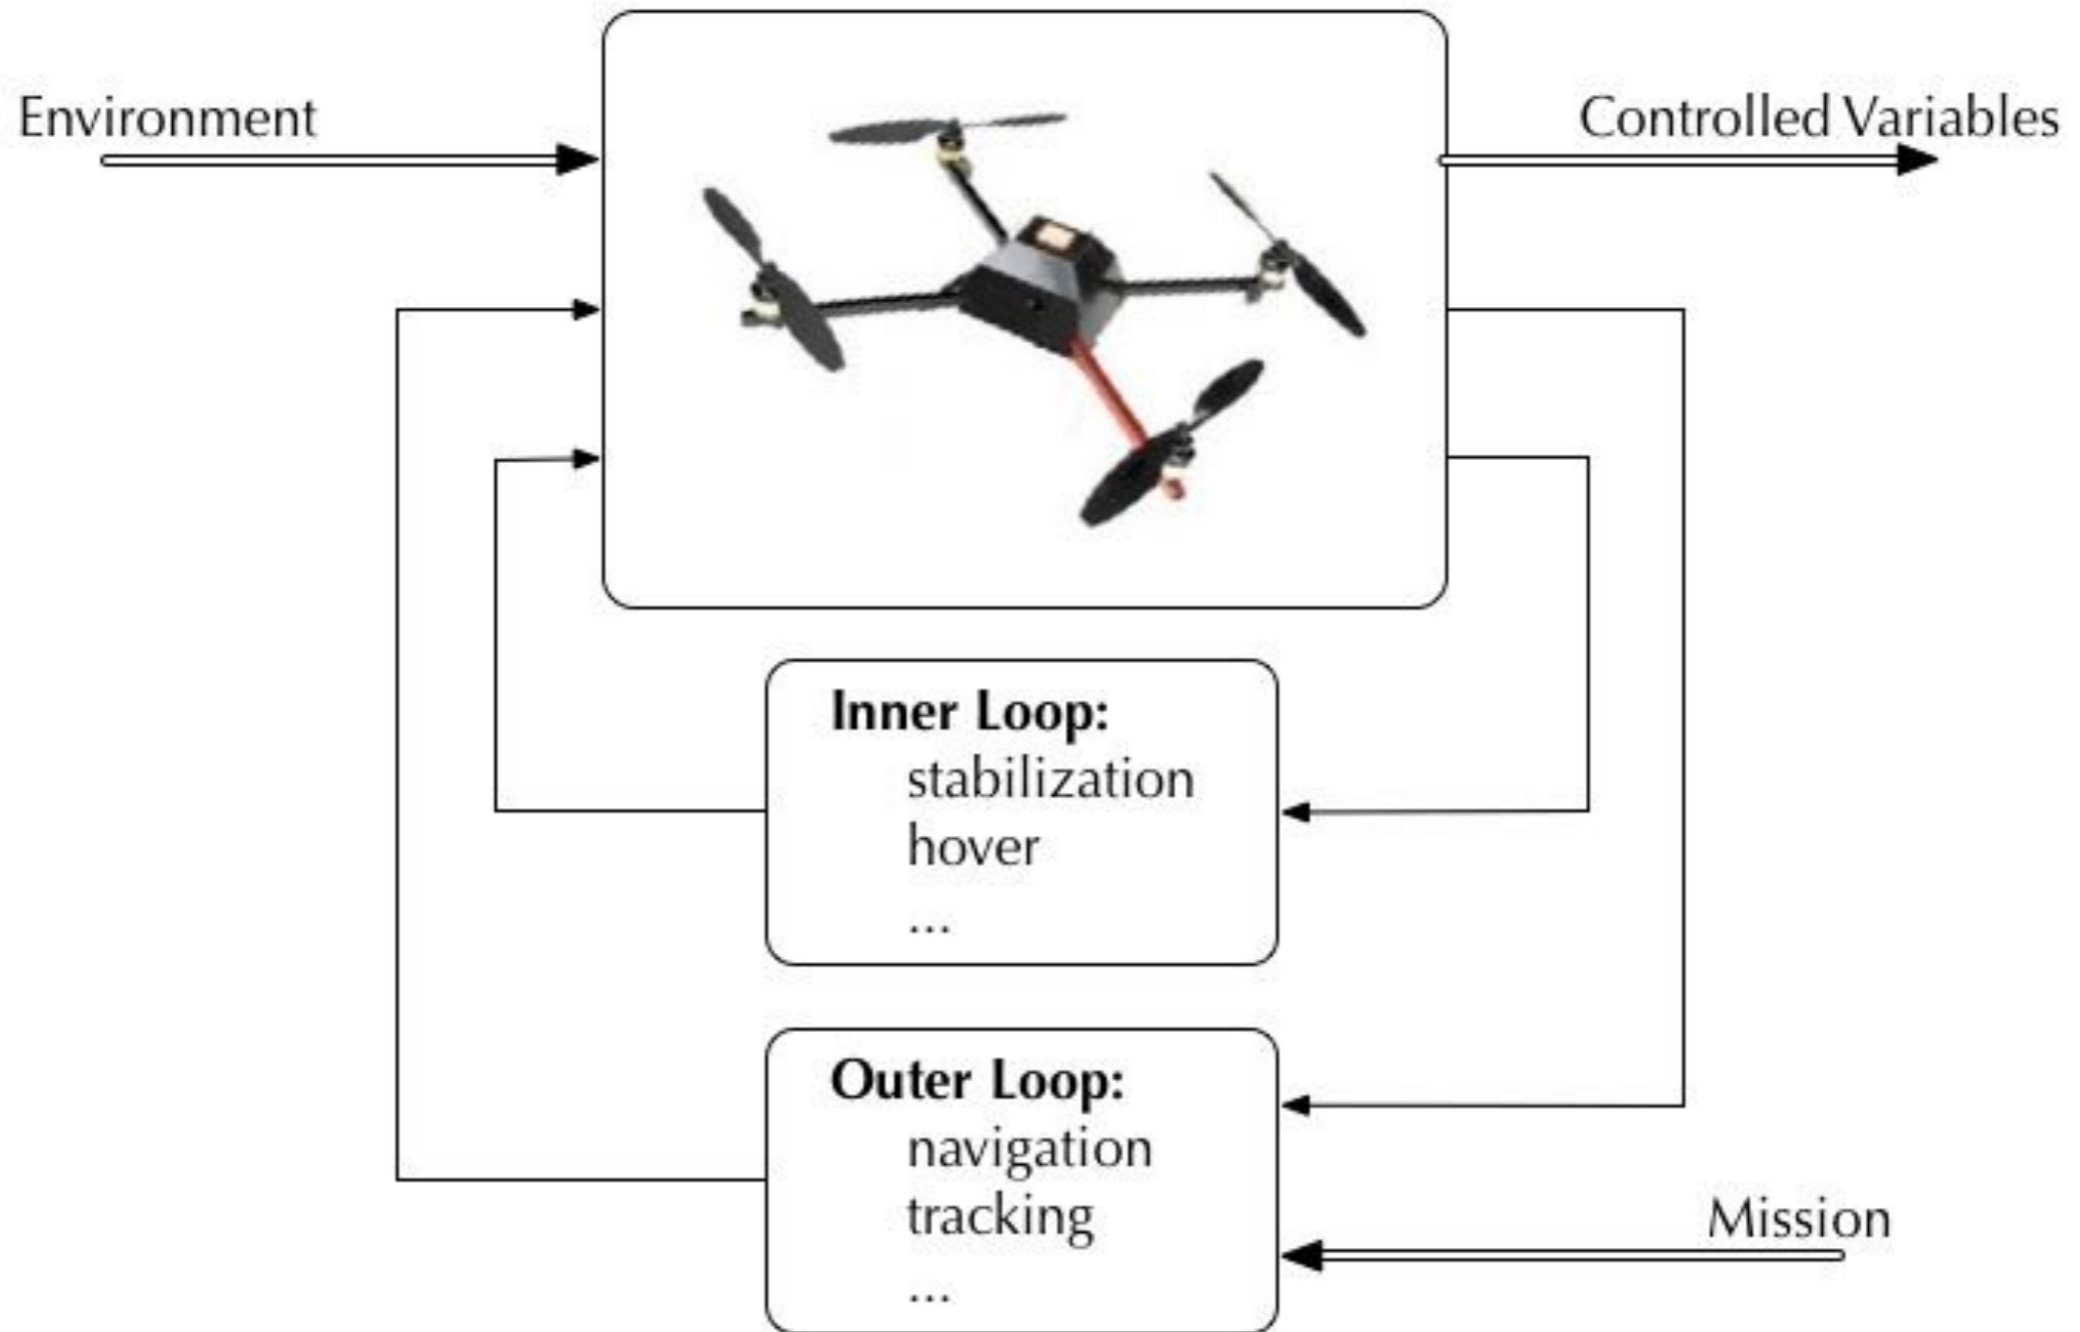 Environment
Controlled Variables
Inner Loop:
stabilization
hover
...
Outer Loop:
navigation
tracking
...
Mission